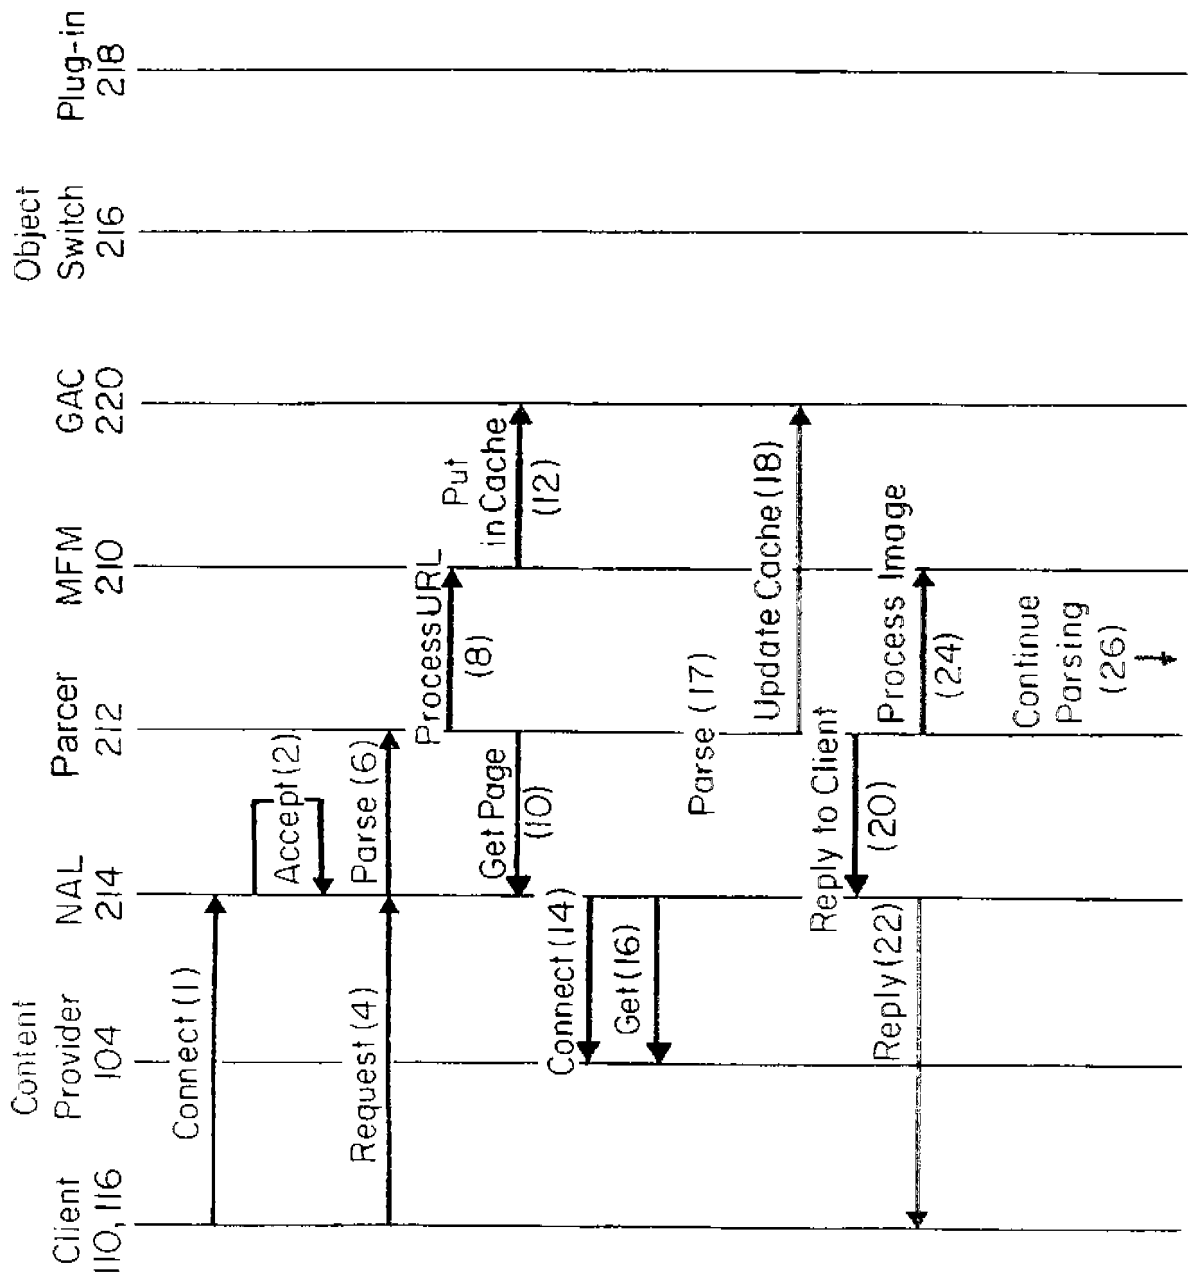 Client
110,116
Content
Provider
104
NAL
214
Parcer
212
MFM
210
GAC
220
Object
Switch
216
Plug-in
218
Connect (1)
Accept (2)
Request (4)
Parse (6)
Process URL
(8)
Get Page
(10)
Put
in Cache
(12)
Connect (14)
Get (16)
Parse (17)
Update Cache (18)
Reply to Client
(20)
Reply (22)
Process Image
(24)
Continue
Parsing
(26)